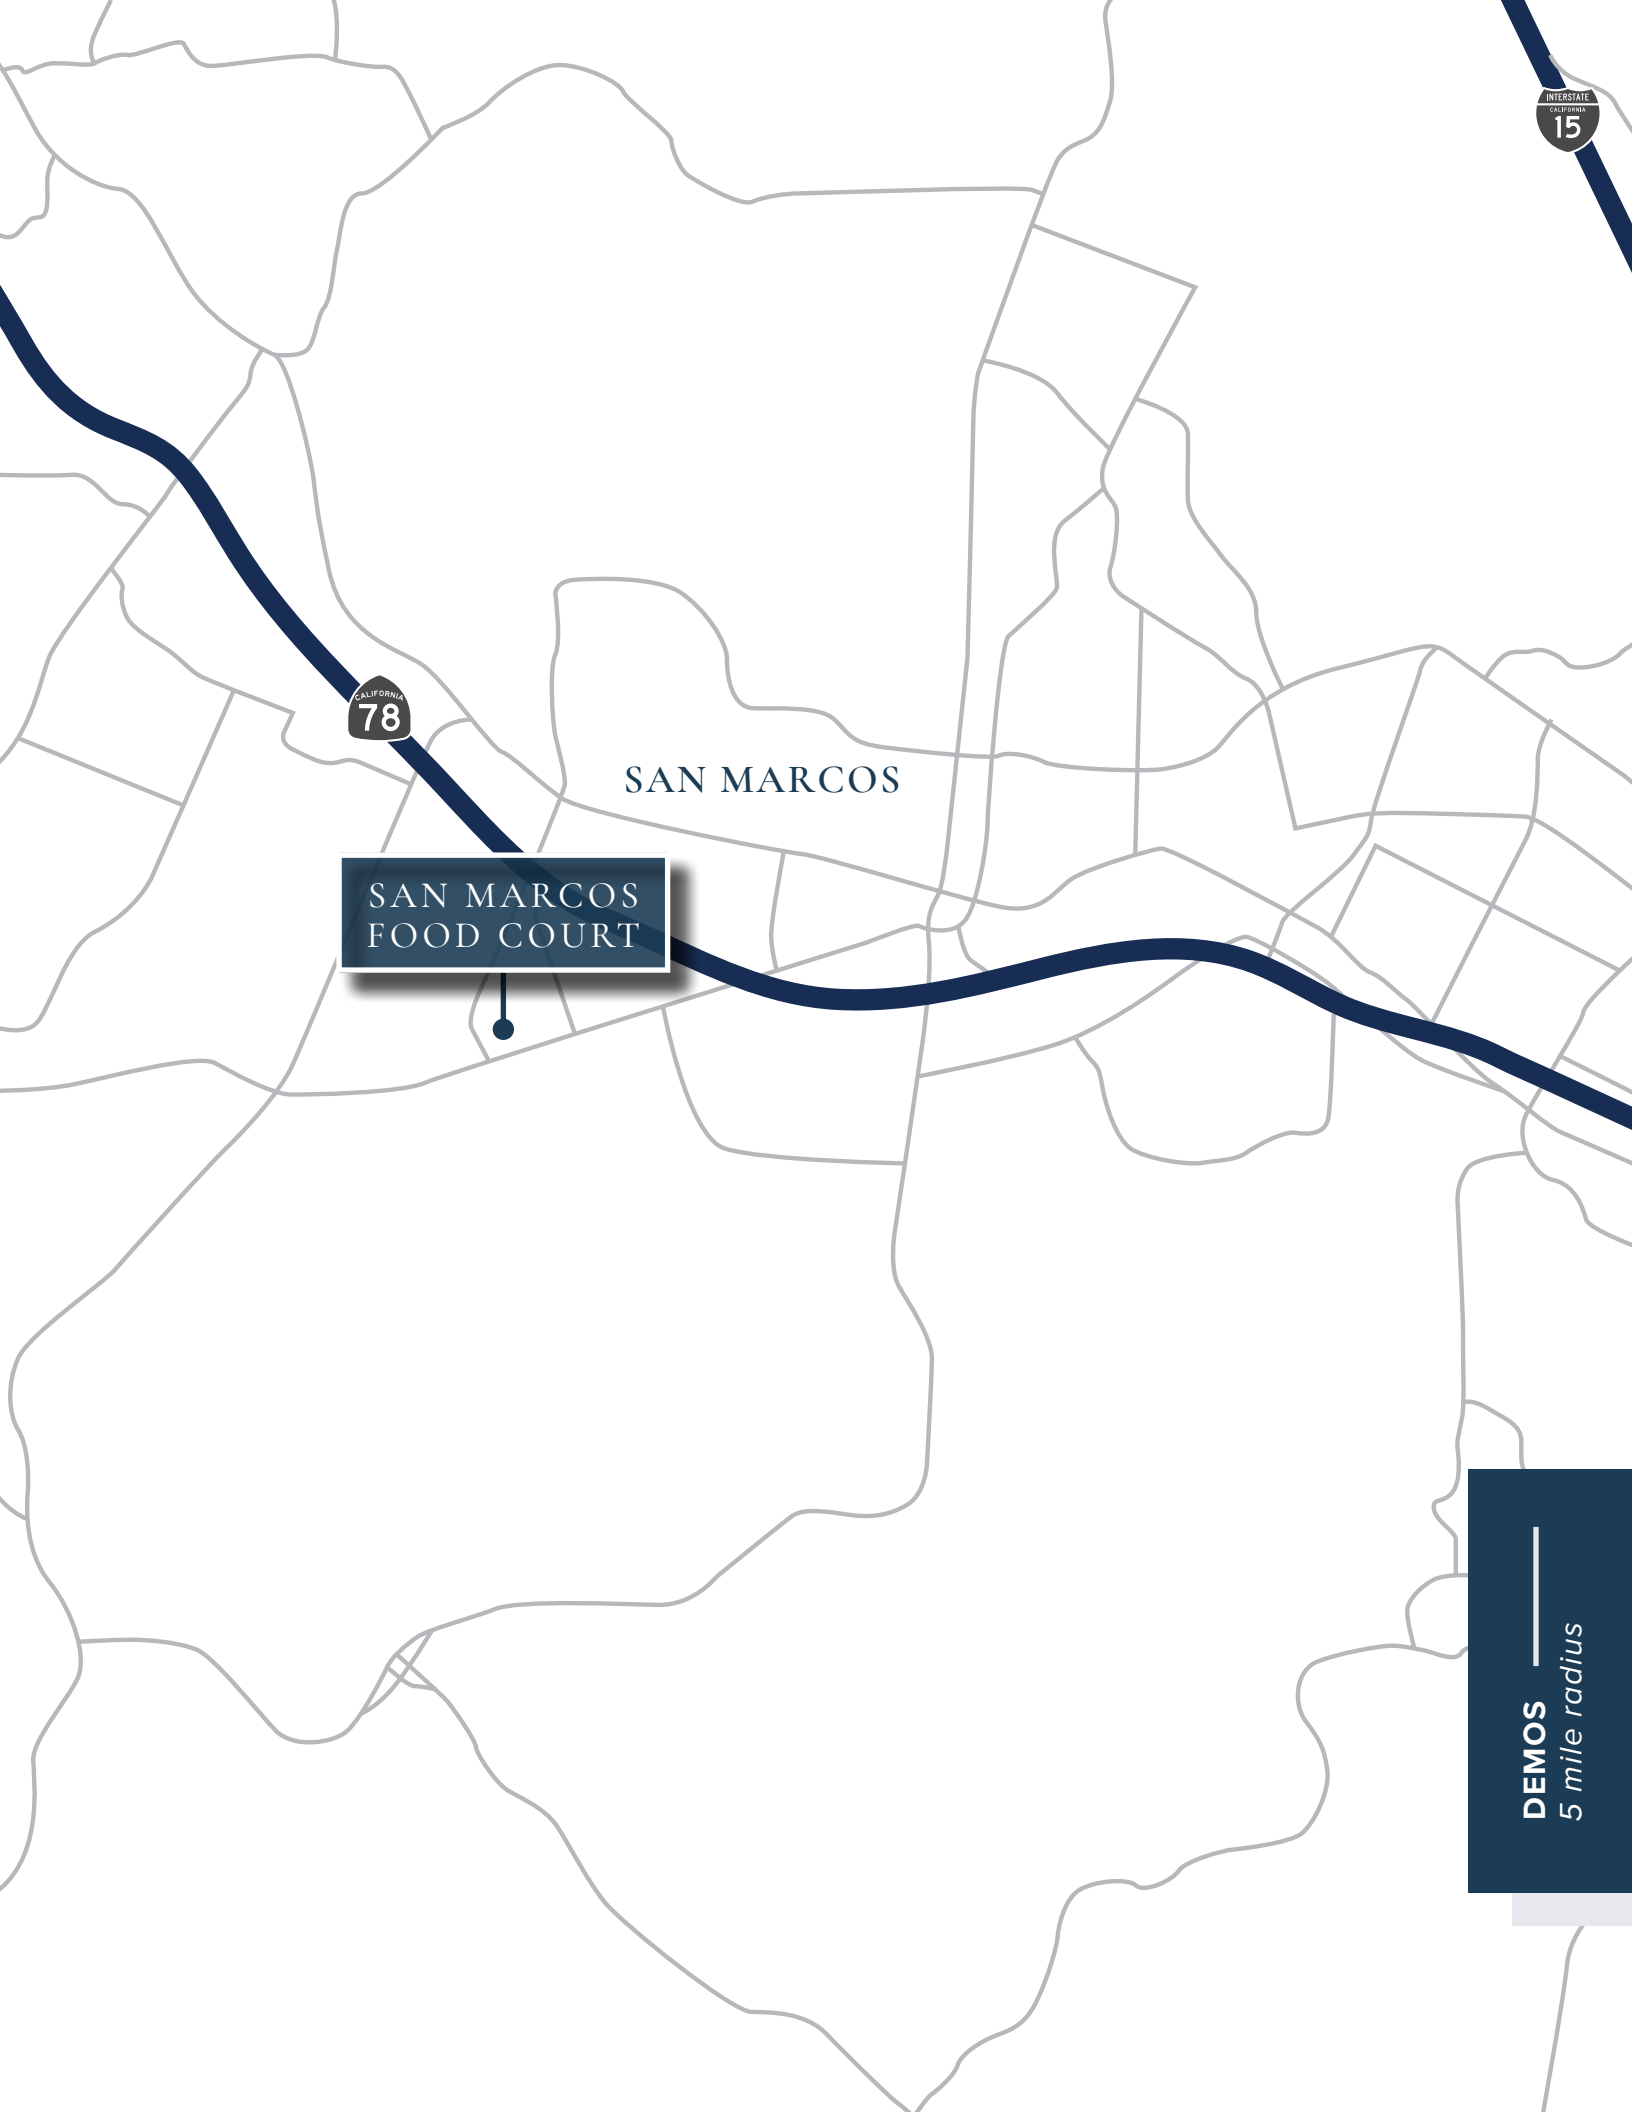 INTERSTATE
CALIFORNIA
15
CALIFORNIA
78
SAN MARCOS
SAN MARCOS
FOOD COURT
DEMOS
5 mile radius